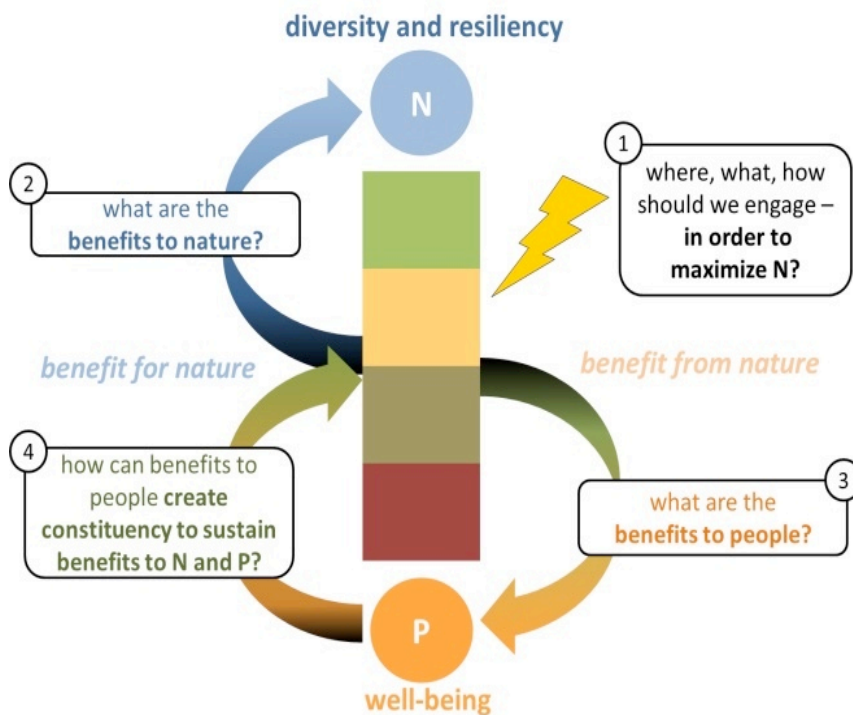 diversity and resiliency
N
1
where, what, how
should we engage –
in order to
maximize N?
2
what are the
benefits to nature?
benefit for nature
benefit from nature
4
how can benefits to
people create
constituency to sustain
benefits to N and P?
3
what are the
benefits to people?
P
well-being